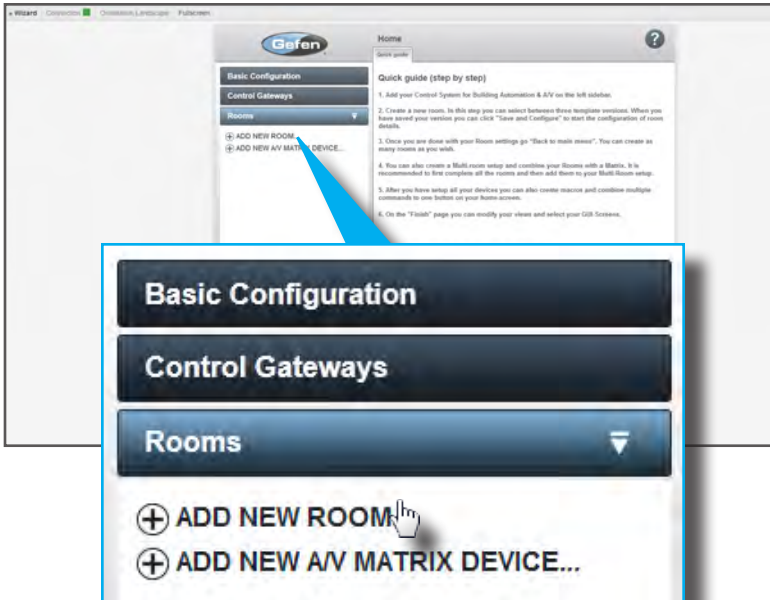 Wizard Connection Orientation Landscape Fullscreen
Gefen
Home
?
Quick guide
Basic Configuration
Control Gateways
Rooms
ADD NEW ROOM...
ADD NEW A/V MATRIX DEVICE...
Quick guide (step by step)
1. Add your Control System for Building Automation & A/V on the left sidebar.
2. Create a new room. In this step you can select between three template versions. When you
have saved your version you can click "Save and Configure" to start the configuration of room
details.
3. Once you are done with your Room settings go "Back to main menu". You can create as
many rooms as you wish.
4. You can also create a Multi-room setup and combine your Rooms with a Matrix. It is
recommended to first complete all the rooms and then add them to your Multi-Room setup.
5. After you have setup all your devices you can also create macros and combine multiple
commands to one button on your home screen.
6. On the "Finish" page you can modify your views and select your GUI Screens.
Basic Configuration
Control Gateways
Rooms
ADD NEW ROOM
ADD NEW A/V MATRIX DEVICE...